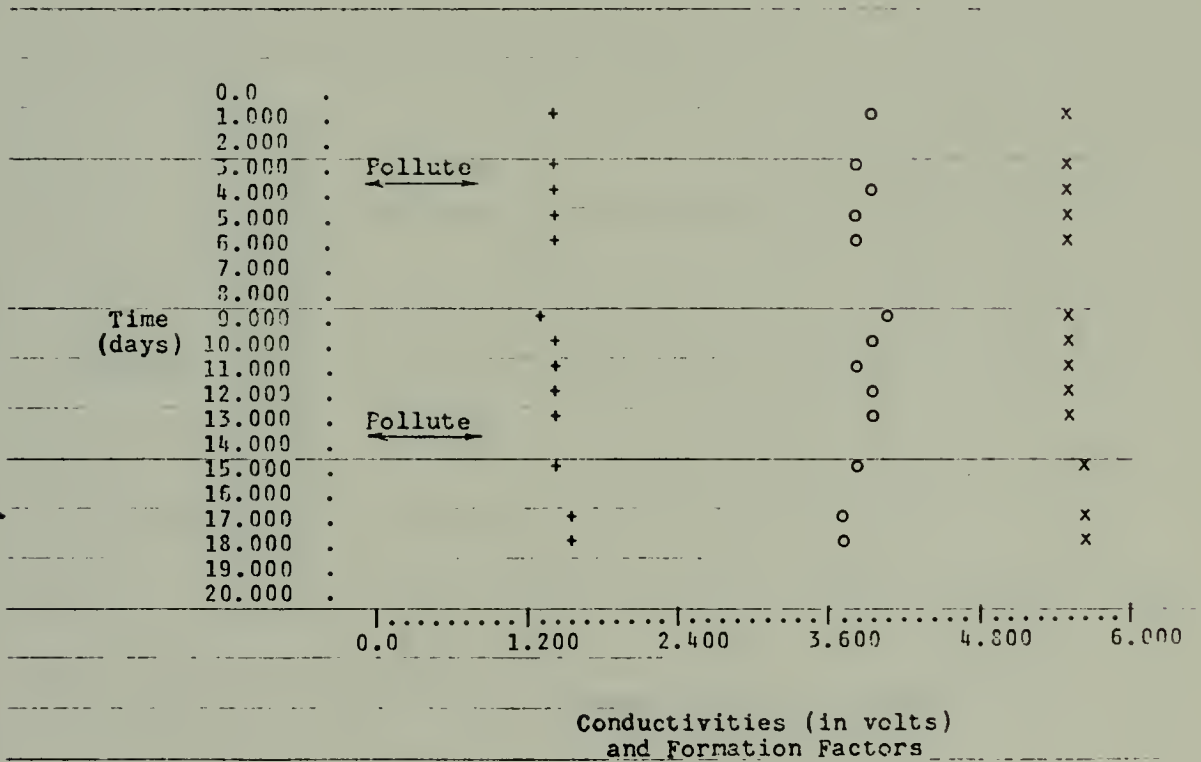 0.0 .
1.000 . + o x
2.000 .
3.000 . Pollute + o x
4.000 . + o x
5.000 . + o x
6.000 . + o x
7.000 .
8.000 .
Time 9.000 . + o x
(days) 10.000 . + o x
11.000 . + o x
12.000 . + o x
13.000 . Pollute + o x
14.000 .
15.000 . + o x
16.000 .
17.000 . + o x
18.000 . + o x
19.000 .
20.000 .
0.0 1.200 2.400 3.600 4.800 6.000
Conductivities (in volts)
and Formation Factors